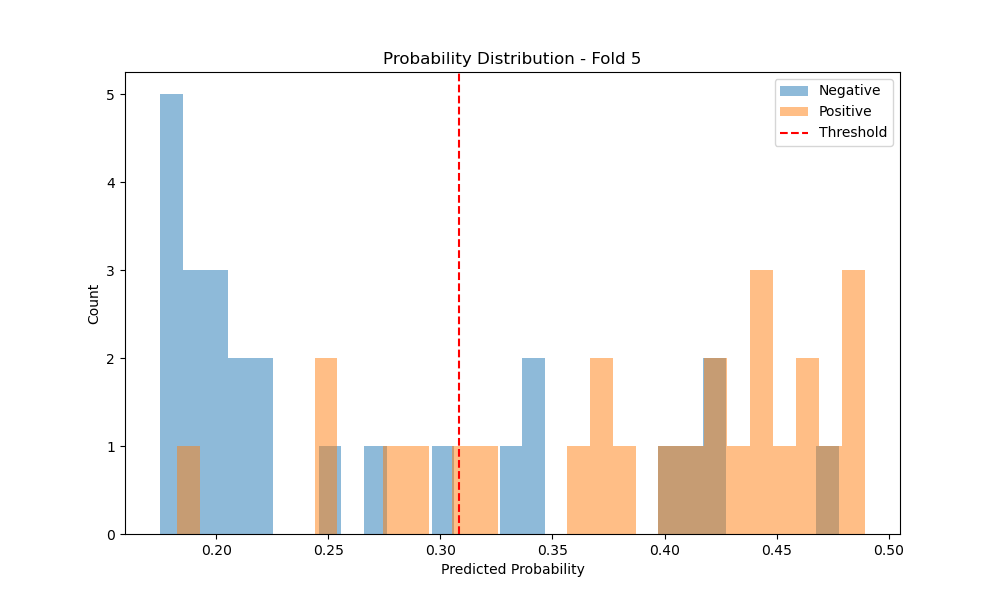 Probability Distribution - Fold 5
Negative
Positive
Threshold
Count
5
4
3
2
1
0
0.20
0.25
0.30
0.35
0.40
0.45
0.50
Predicted Probability